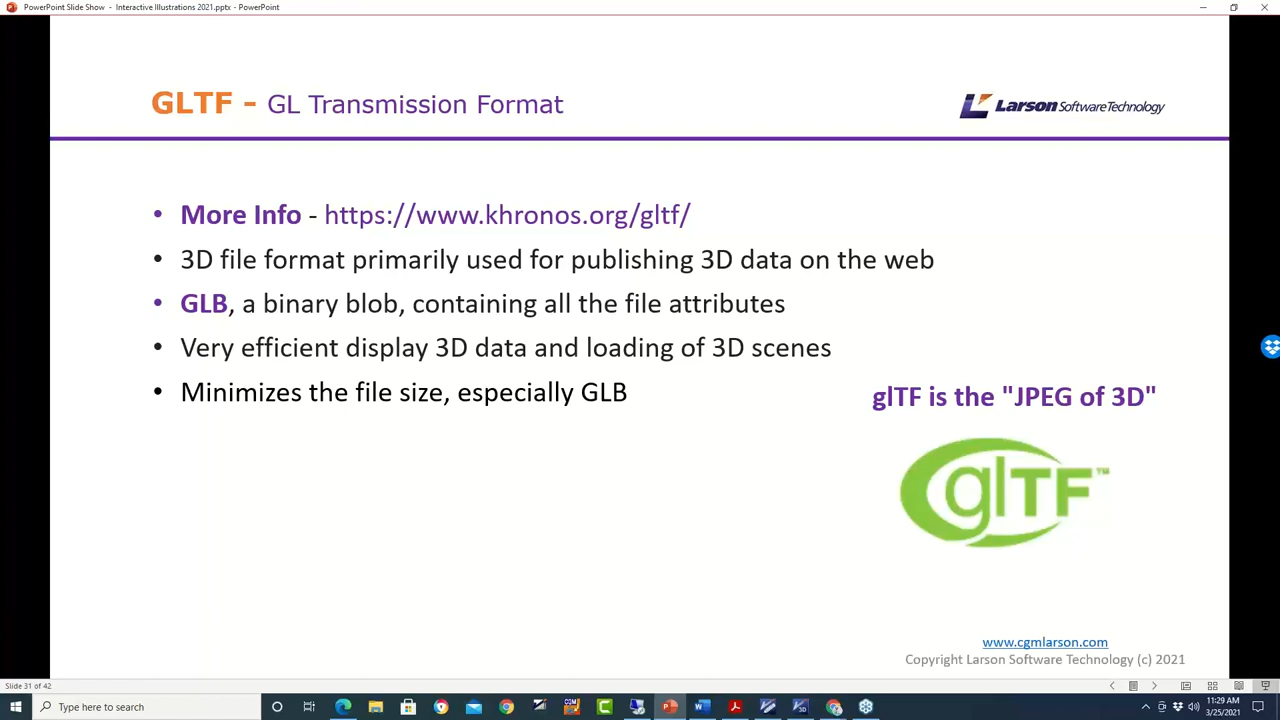 PowerPoint Slide Show - Interactive Illustrations 2021.pptx - PowerPoint
GLTF - GL Transmission Format
Larson Software Technology
• More Info - https://www.khronos.org/gltf/
• 3D file format primarily used for publishing 3D data on the web
• GLB, a binary blob, containing all the file attributes
• Very efficient display 3D data and loading of 3D scenes
• Minimizes the file size, especially GLB
glTF is the "JPEG of 3D"
glTF™
www.cgmlarson.com
Copyright Larson Software Technology (c) 2021
Slide 31 of 42
Type here to search
11:29 AM
3/25/2021